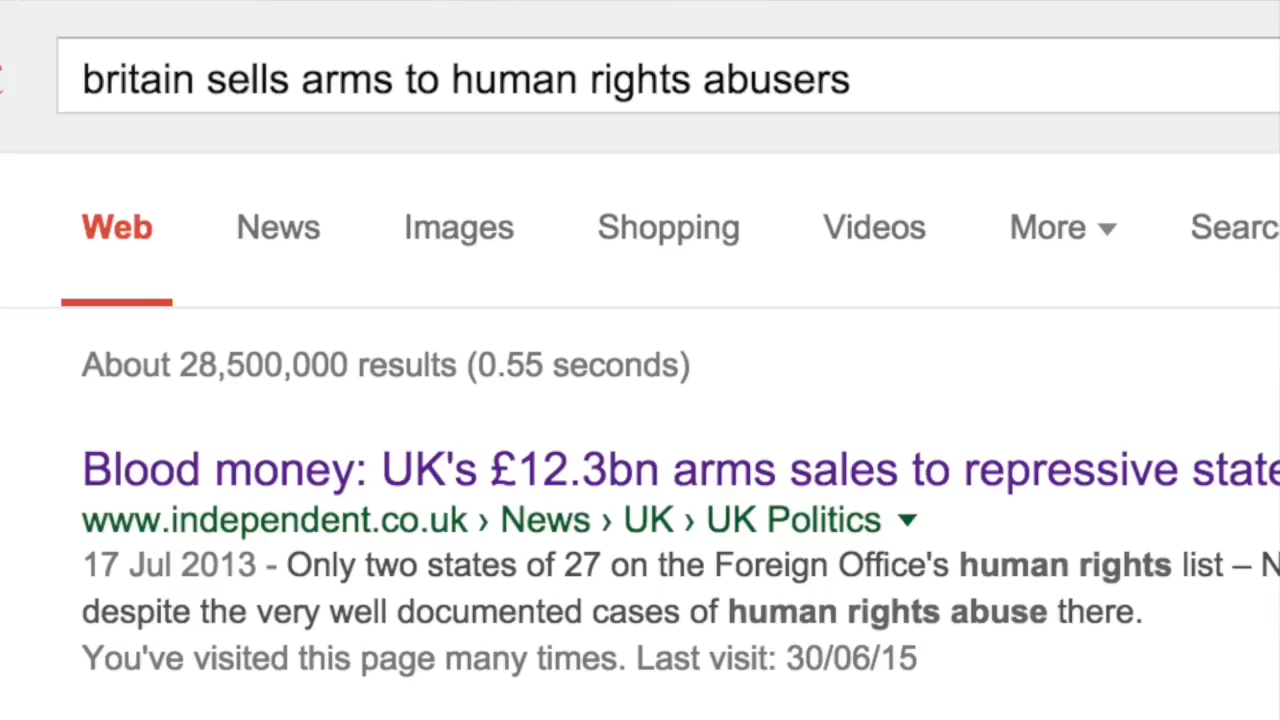 britain sells arms to human rights abusers
Web News Images Shopping Videos More Searc
About 28,500,000 results (0.55 seconds)
Blood money: UK's £12.3bn arms sales to repressive state
www.independent.co.uk › News › UK › UK Politics
17 Jul 2013 - Only two states of 27 on the Foreign Office's human rights list – N
despite the very well documented cases of human rights abuse there.
You've visited this page many times. Last visit: 30/06/15